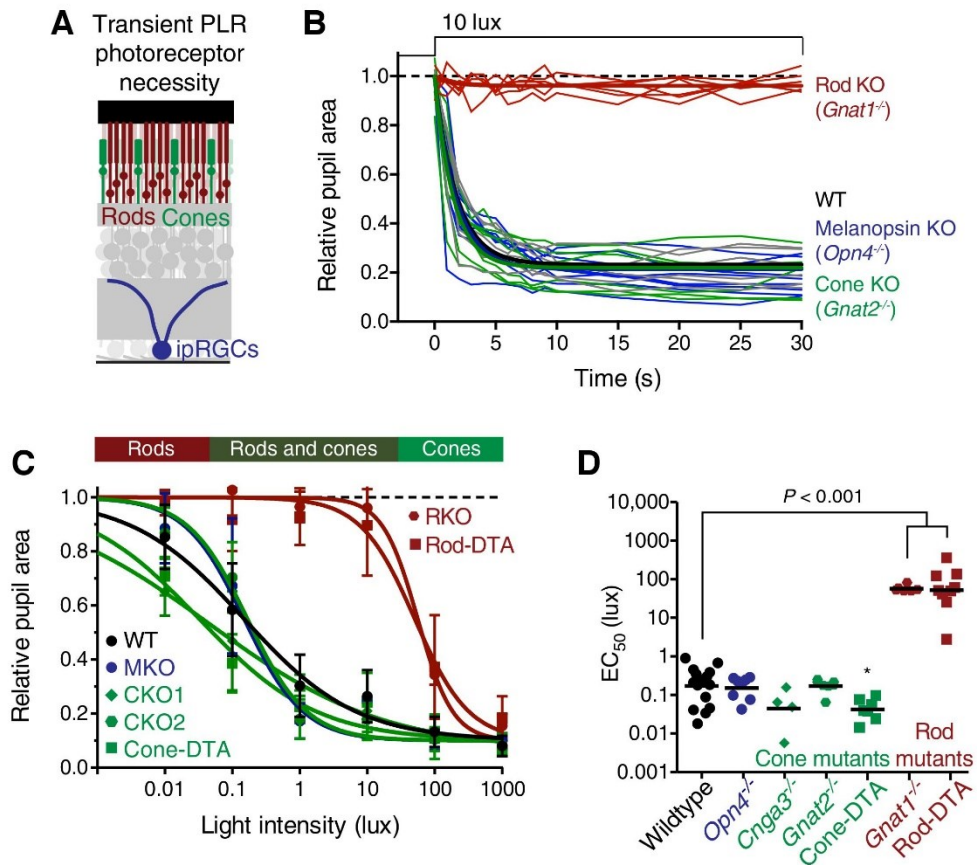 A
Transient PLR
photoreceptor
necessity
Rods Cones
ipRGCs
B
10 lux
Relative pupil area
1.0
0.8
0.6
0.4
0.2
0.0
0 5 10 15 20 25 30
Time (s)
Rod KO
(Gnat1-/-)
WT
Melanopsin KO
(Opn4-/-)
Cone KO
(Gnat2-/-)
C
Rods Rods and cones Cones
Relative pupil area
1.0
0.8
0.6
0.4
0.2
0.0
RKO
Rod-DTA
WT
MKO
CKO1
CKO2
Cone-DTA
0.01 0.1 1 10 100 1000
Light intensity (lux)
D
P < 0.001
EC50 (lux)
10,000
1000
100
10
1
0.1
0.01
0.001
*
Cone mutants
Rod
mutants
Wildtype
Opn4-/-
Cnga3-/-
Gnat2-/-
Cone-DTA
Gnat1-/-
Rod-DTA